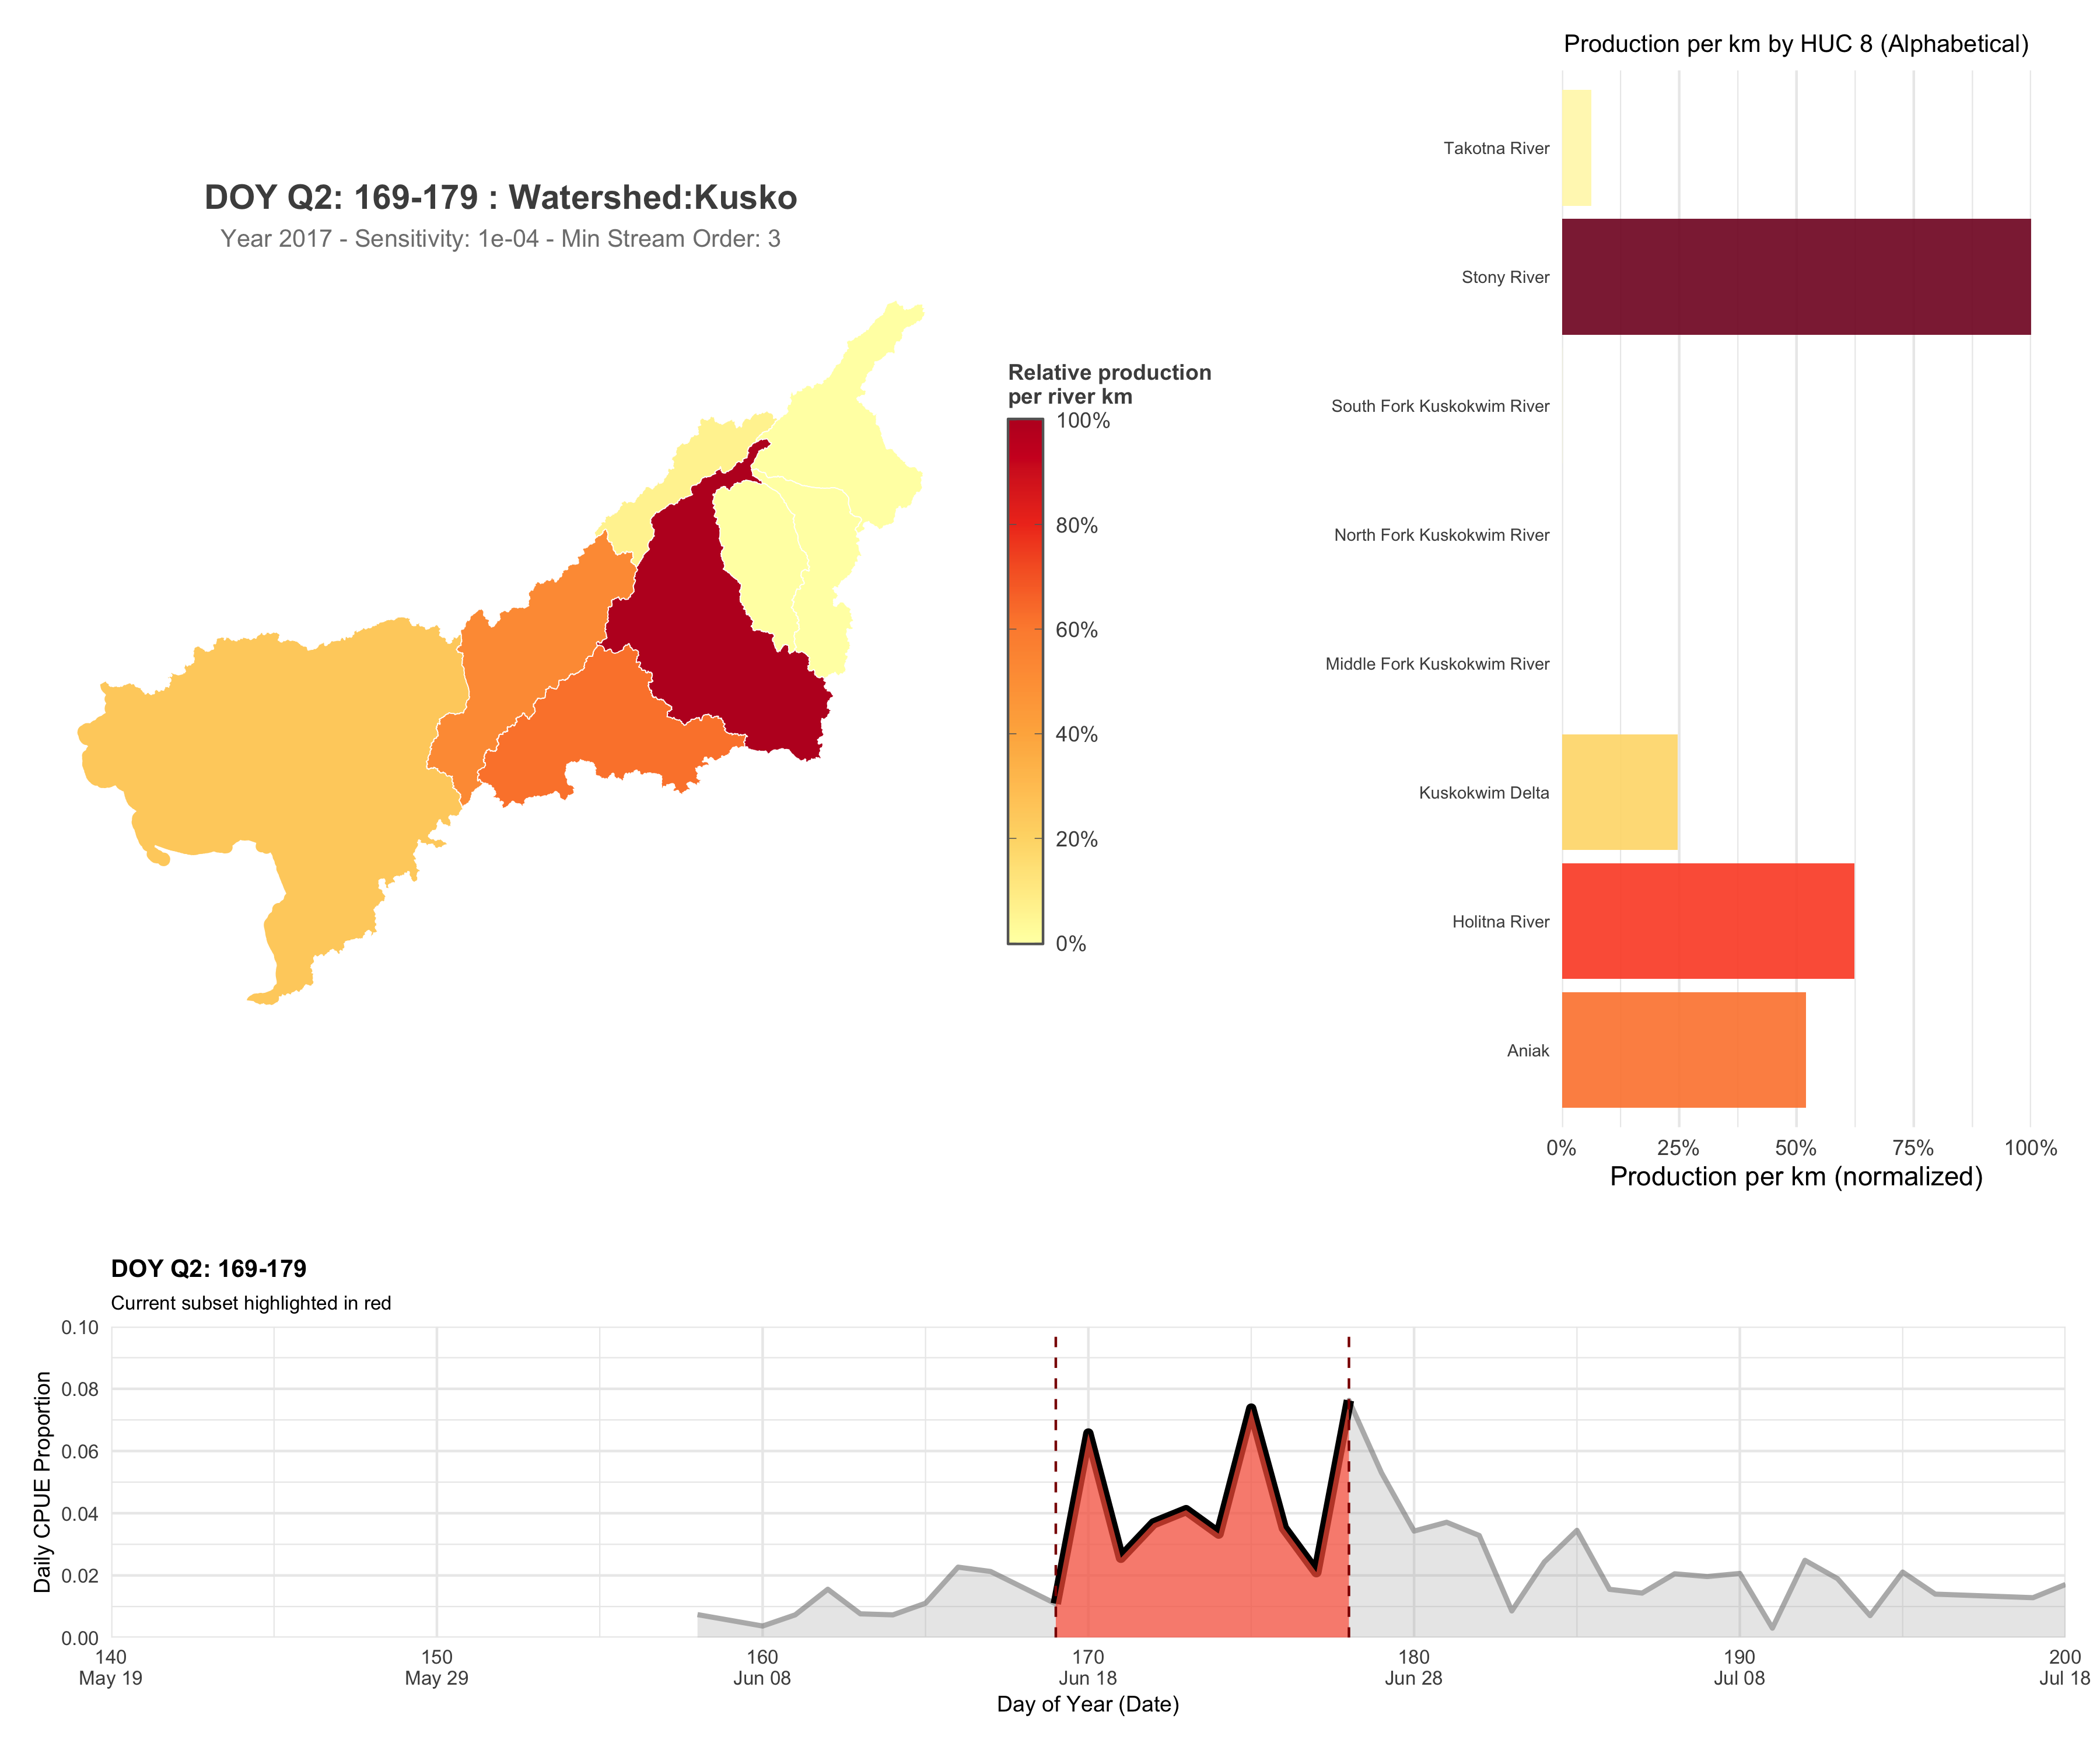 Production per km by HUC 8 (Alphabetical)
Takotna River
Stony River
South Fork Kuskokwim River
North Fork Kuskokwim River
Middle Fork Kuskokwim River
Kuskokwim Delta
Holitna River
Aniak
0% 25% 50% 75% 100%
Production per km (normalized)
DOY Q2: 169-179 : Watershed:Kusko
Year 2017 - Sensitivity: 1e-04 - Min Stream Order: 3
Relative production
per river km
100%
80%
60%
40%
20%
0%
DOY Q2: 169-179
Current subset highlighted in red
Daily CPUE Proportion
0.10
0.08
0.06
0.04
0.02
0.00
140 150 160 170 180 190 200
May 19 May 29 Jun 08 Jun 18 Jun 28 Jul 08 Jul 18
Day of Year (Date)